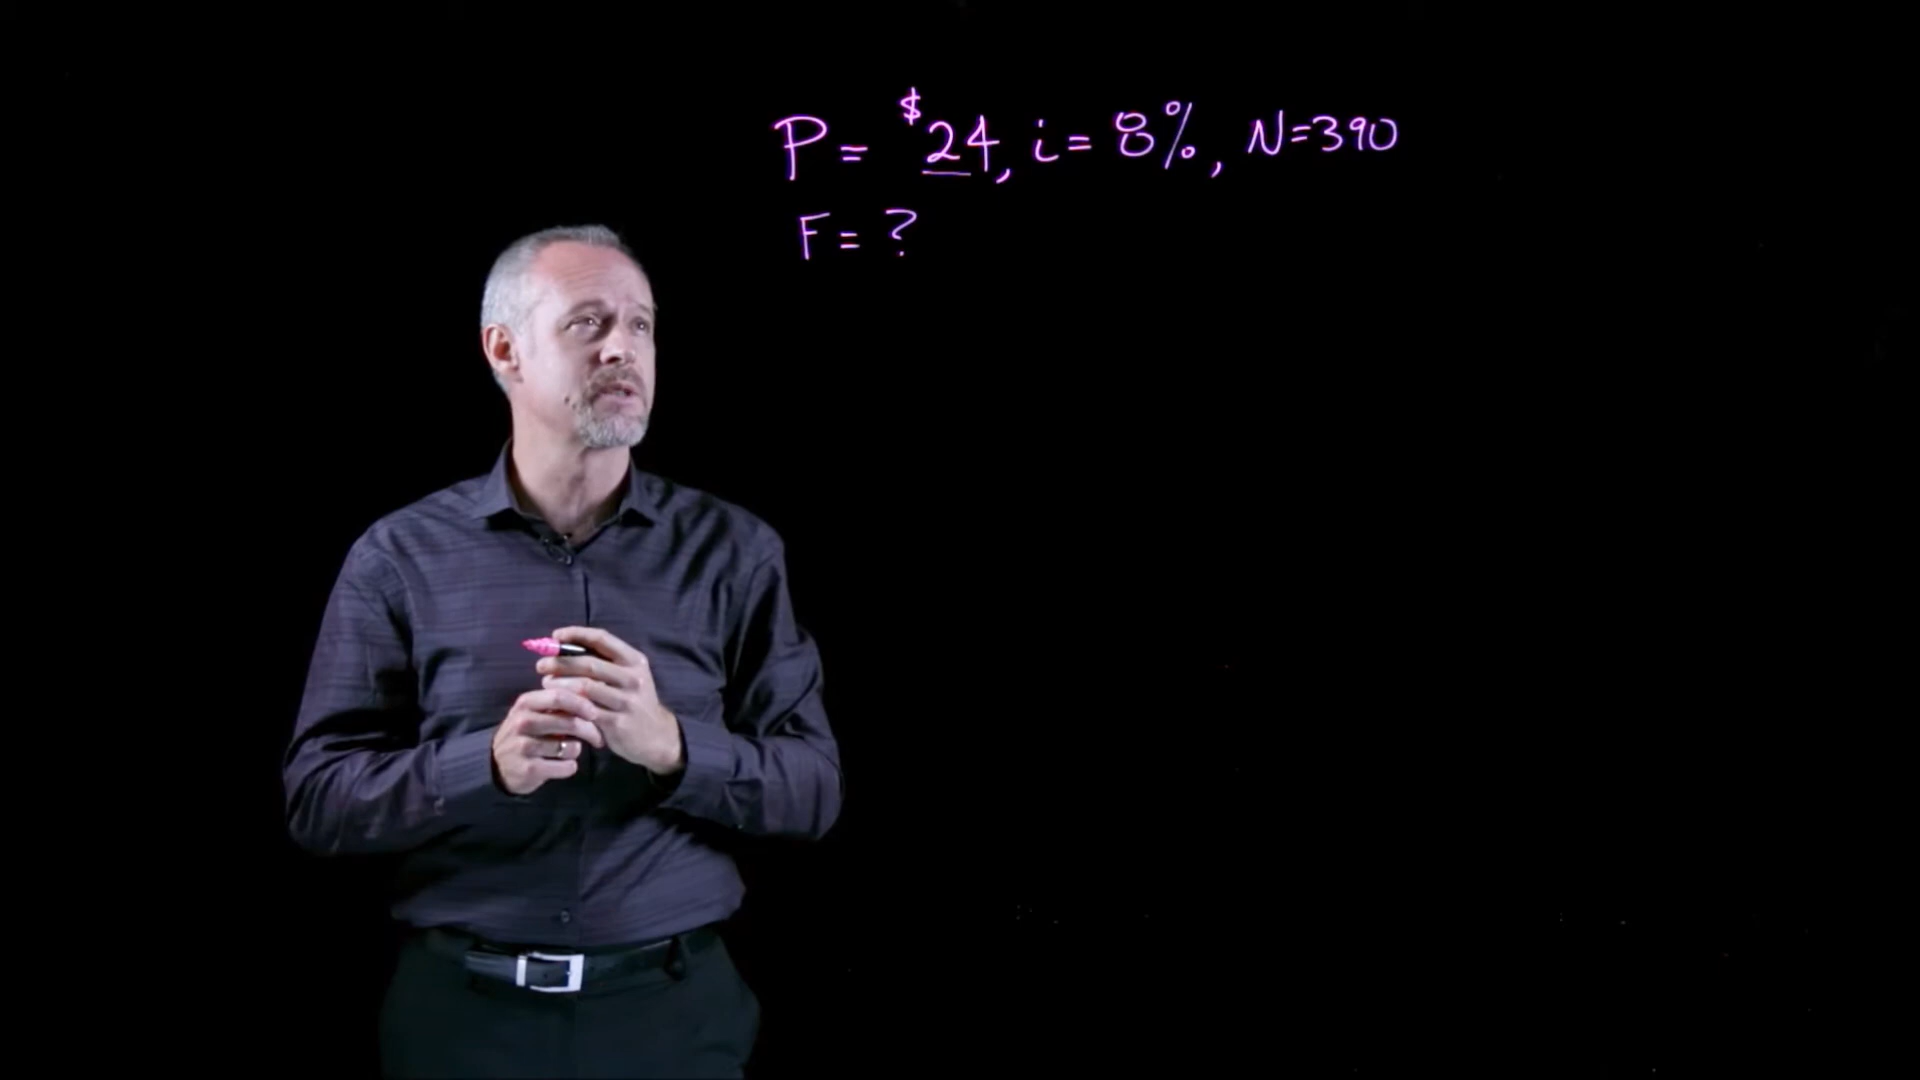 P = $24, i = 8%, N=390
F = ?